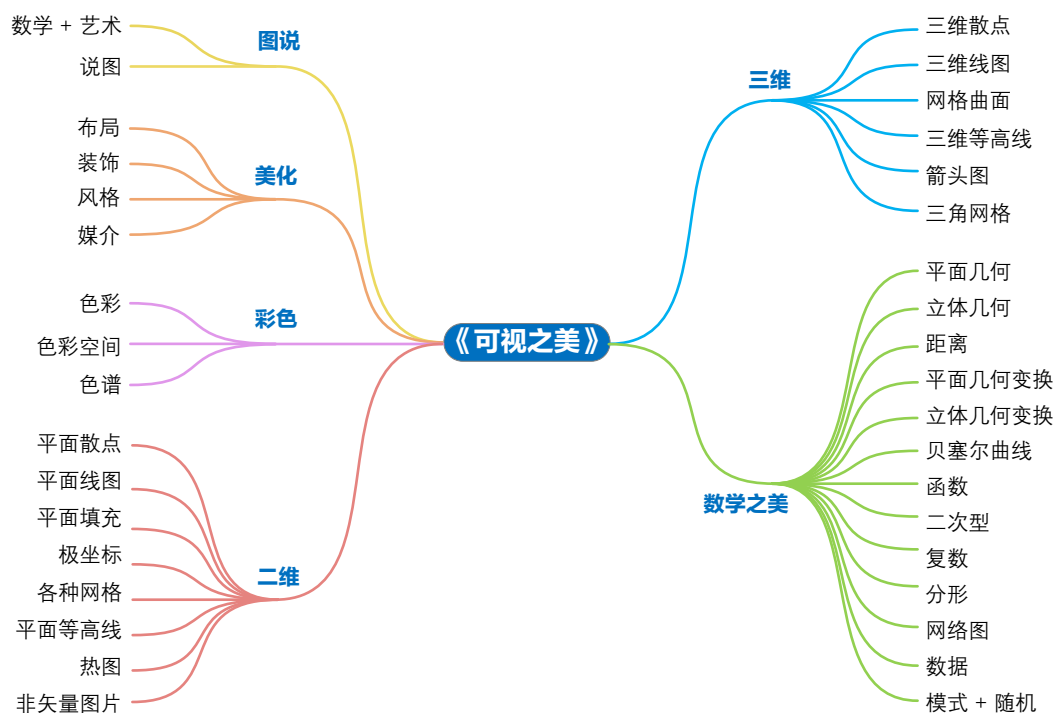 《可视之美》
图说
数学 + 艺术
说图
美化
布局
装饰
风格
媒介
彩色
色彩
色彩空间
色谱
二维
平面散点
平面线图
平面填充
极坐标
各种网格
平面等高线
热图
非矢量图片
三维
三维散点
三维线图
网格曲面
三维等高线
箭头图
三角网格
数学之美
平面几何
立体几何
距离
平面几何变换
立体几何变换
贝塞尔曲线
函数
二次型
复数
分形
网络图
数据
模式 + 随机